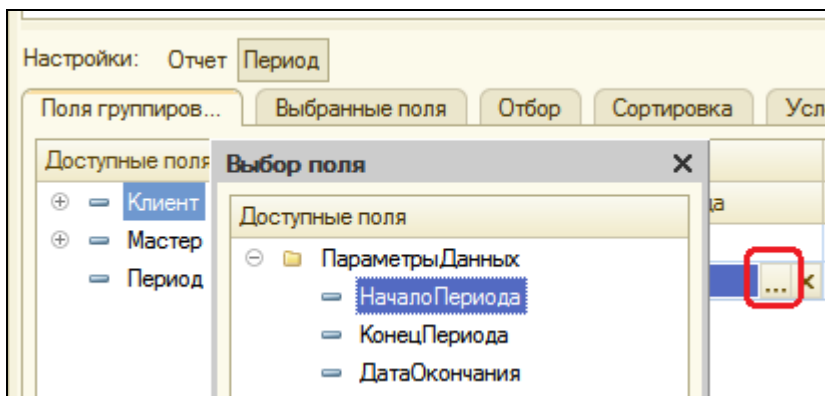 Настройки: Отчет Период
Поля группиров... Выбранные поля Отбор Сортировка Усл
Доступные поля Выбор поля
Клиент Доступные поля да
Мастер ПараметрыДанных
Период НачалоПериода ...
КонецПериода
ДатаОкончания